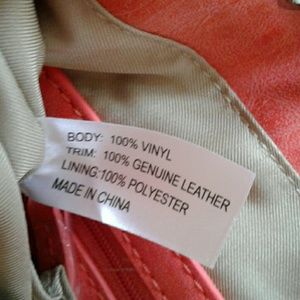 BODY: 100% VINYL
TRIM: 100% GENUINE LEATHER
LINING:100% POLYESTER
MADE IN CHINA